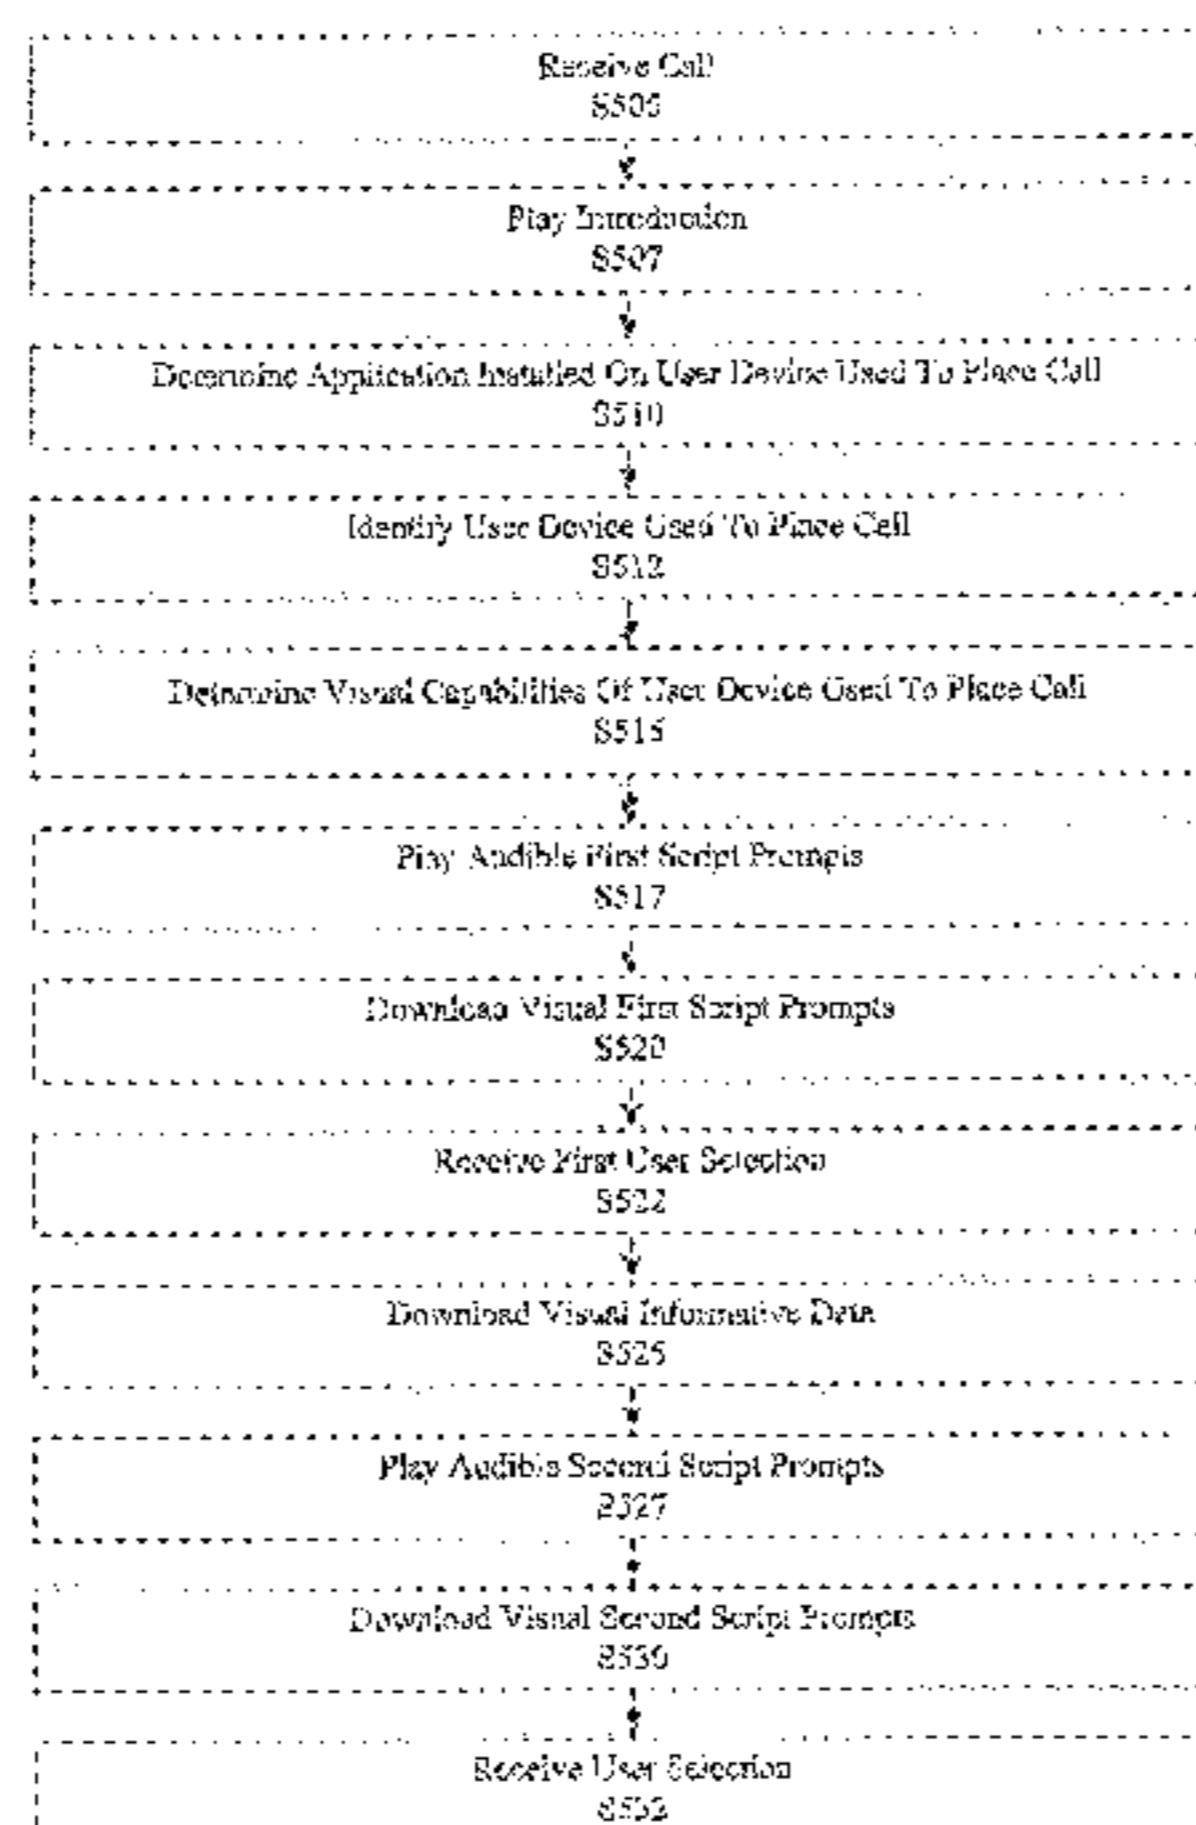 Receive Call
S505
Play Introduction
S507
Determine Application Installed On User Device Used To Place Call
S510
Identify User Device Used To Place Call
S512
Determine Visual Capabilities Of User Device Used To Place Call
S515
Play Audible First Script Prompts
S517
Download Visual First Script Prompts
S520
Receive First User Selection
S522
Download Visual Informative Data
S525
Play Audible Second Script Prompts
S527
Download Visual Second Script Prompts
S530
Receive User Selection
S532